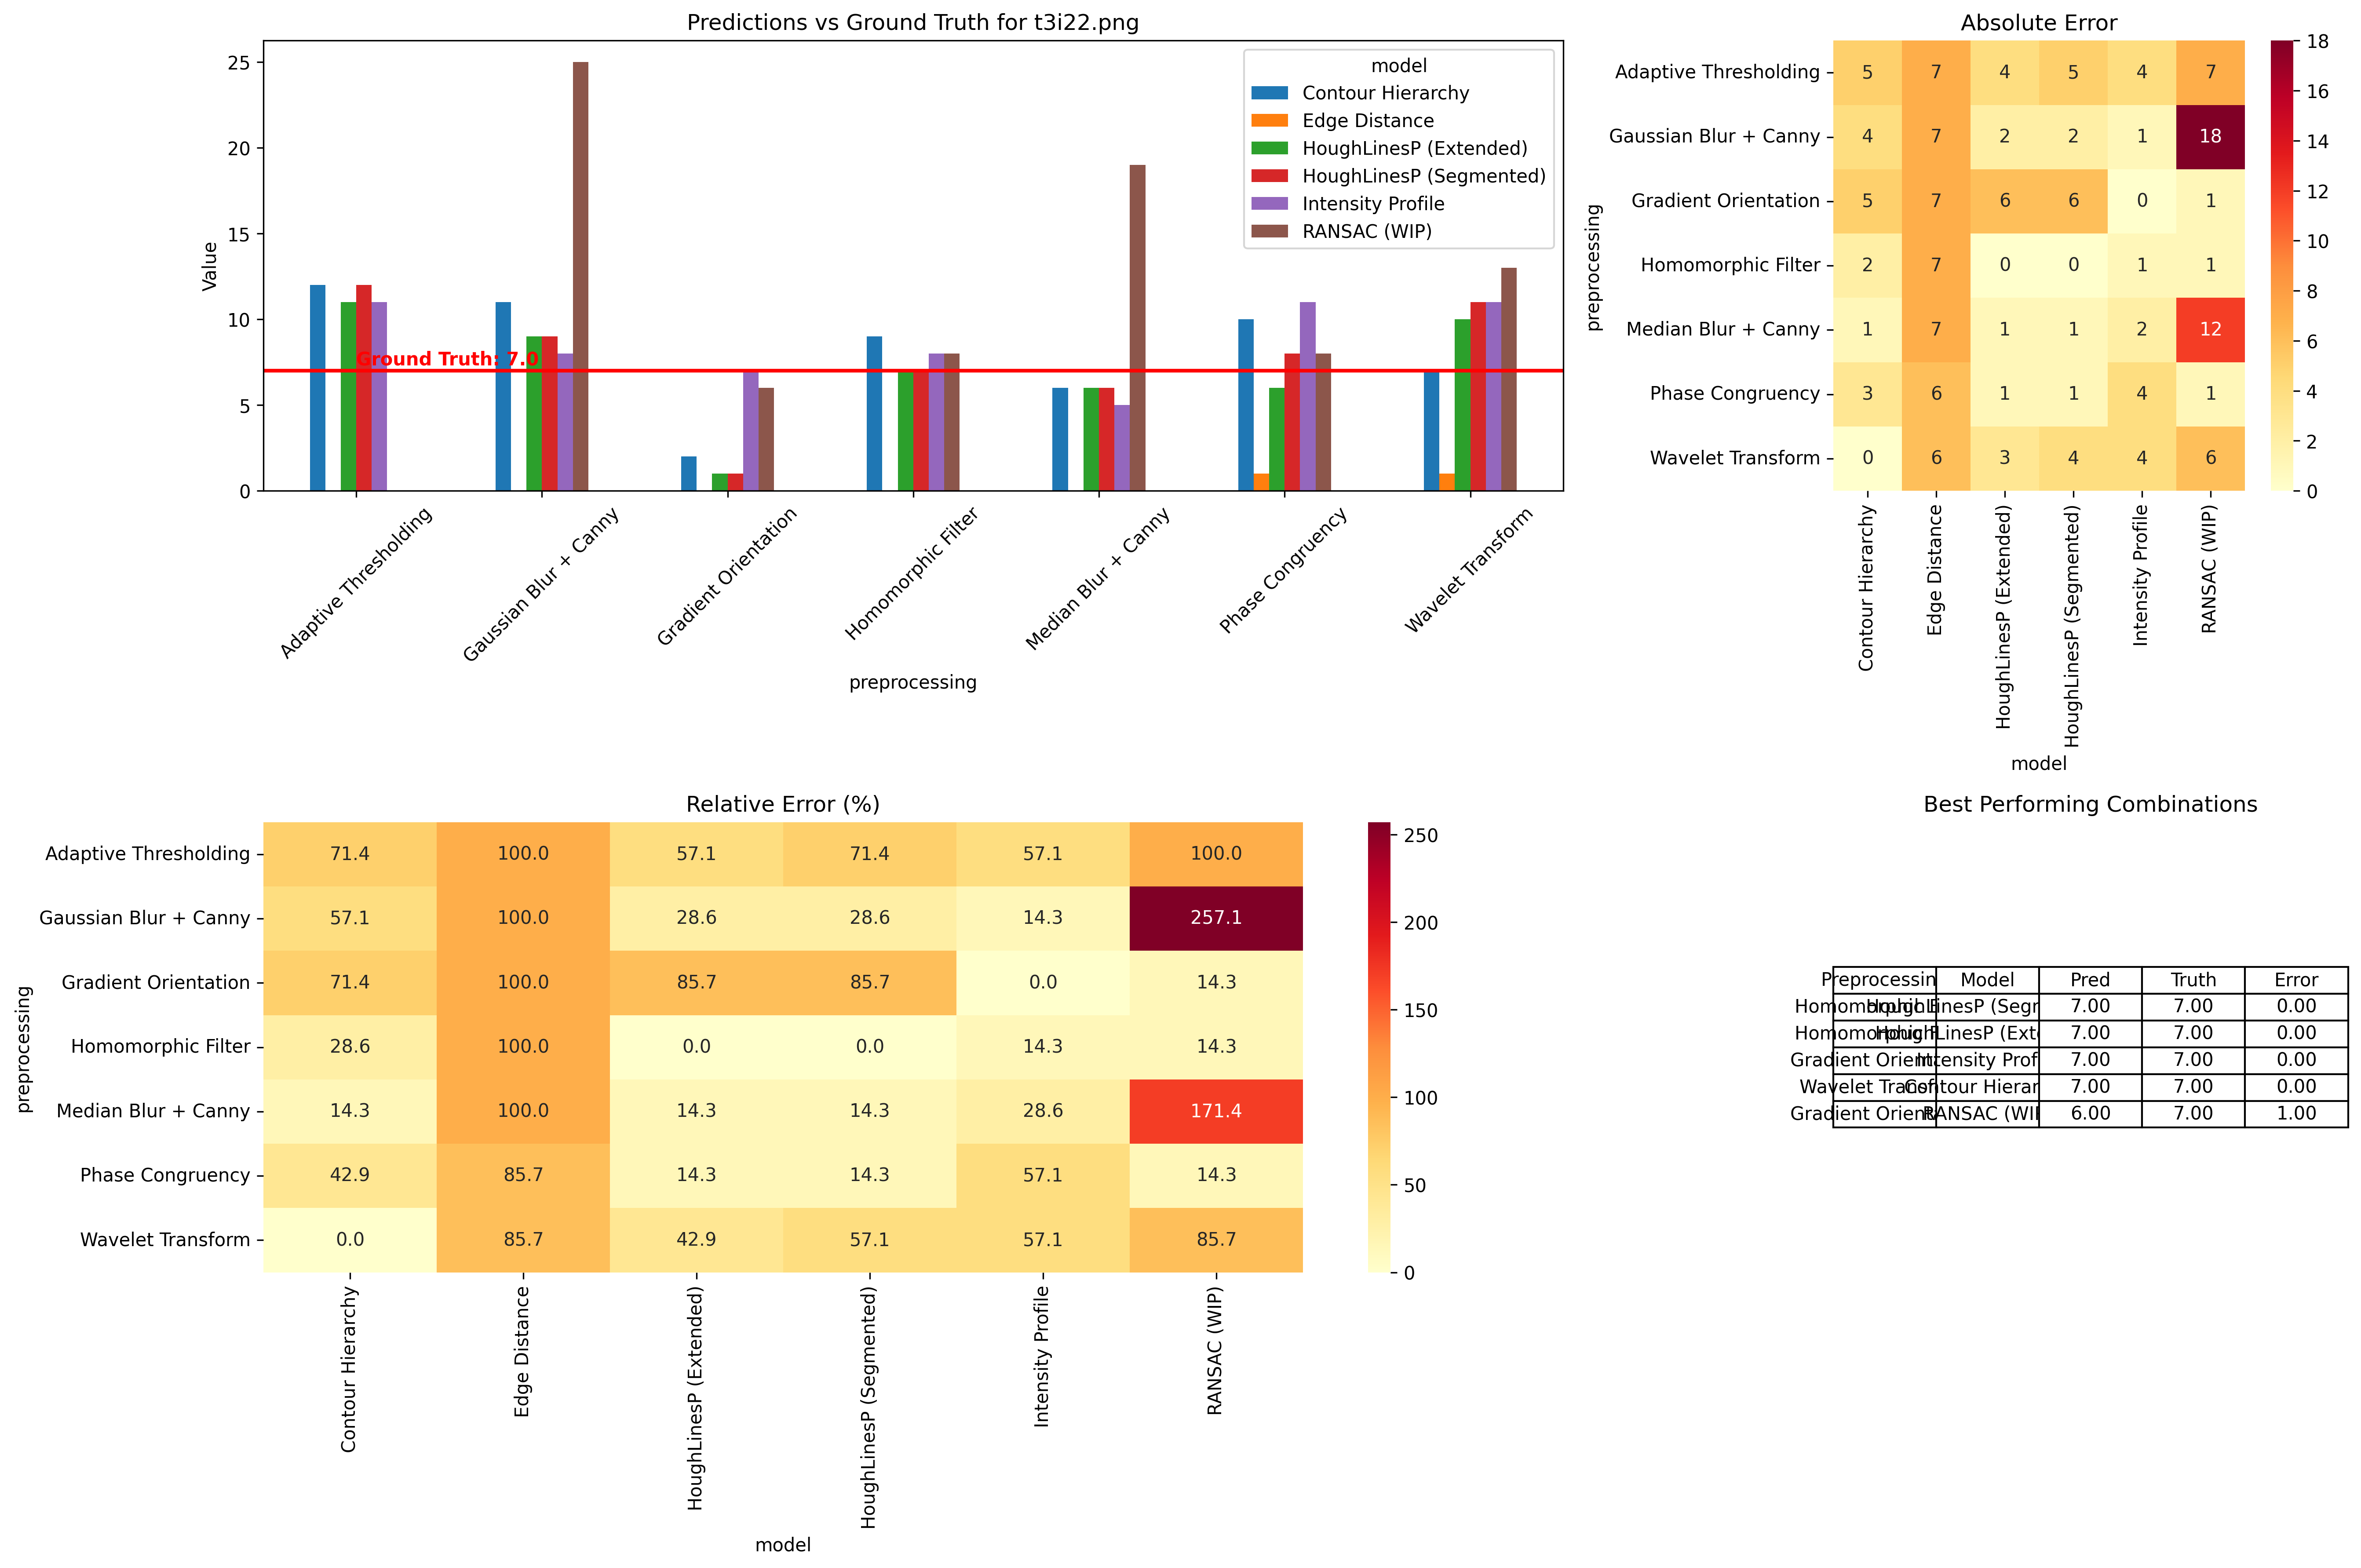 Predictions vs Ground Truth for t3i22.png
Value
25
20
15
10
5
0
Ground Truth: 7.0
model
Contour Hierarchy
Edge Distance
HoughLinesP (Extended)
HoughLinesP (Segmented)
Intensity Profile
RANSAC (WIP)
Adaptive Thresholding
Gaussian Blur + Canny
Gradient Orientation
Homomorphic Filter
Median Blur + Canny
Phase Congruency
Wavelet Transform
preprocessing
Absolute Error
preprocessing
Adaptive Thresholding 5 7 4 5 4 7
Gaussian Blur + Canny 4 7 2 2 1 18
Gradient Orientation 5 7 6 6 0 1
Homomorphic Filter 2 7 0 0 1 1
Median Blur + Canny 1 7 1 1 2 12
Phase Congruency 3 6 1 1 4 1
Wavelet Transform 0 6 3 4 4 6
Contour Hierarchy
Edge Distance
HoughLinesP (Extended)
HoughLinesP (Segmented)
Intensity Profile
RANSAC (WIP)
model
18
16
14
12
10
8
6
4
2
0
Relative Error (%)
preprocessing
Adaptive Thresholding 71.4 100.0 57.1 71.4 57.1 100.0
Gaussian Blur + Canny 57.1 100.0 28.6 28.6 14.3 257.1
Gradient Orientation 71.4 100.0 85.7 85.7 0.0 14.3
Homomorphic Filter 28.6 100.0 0.0 0.0 14.3 14.3
Median Blur + Canny 14.3 100.0 14.3 14.3 28.6 171.4
Phase Congruency 42.9 85.7 14.3 14.3 57.1 14.3
Wavelet Transform 0.0 85.7 42.9 57.1 57.1 85.7
Contour Hierarchy
Edge Distance
HoughLinesP (Extended)
HoughLinesP (Segmented)
Intensity Profile
RANSAC (WIP)
model
250
200
150
100
50
0
Best Performing Combinations
Preprocessin Model Pred Truth Error
7.00 7.00 0.00
7.00 7.00 0.00
7.00 7.00 0.00
7.00 7.00 0.00
6.00 7.00 1.00